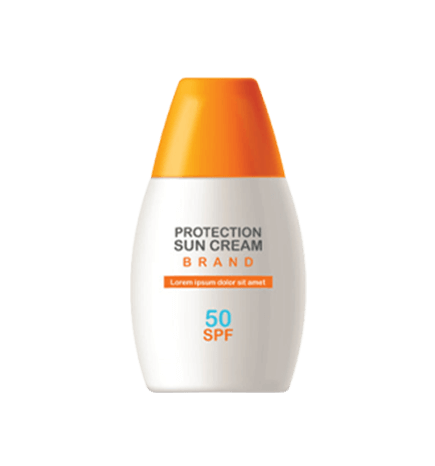 PROTECTION
SUN CREAM
BRAND
Lorem ipsum dolor sit amet
50
SPF